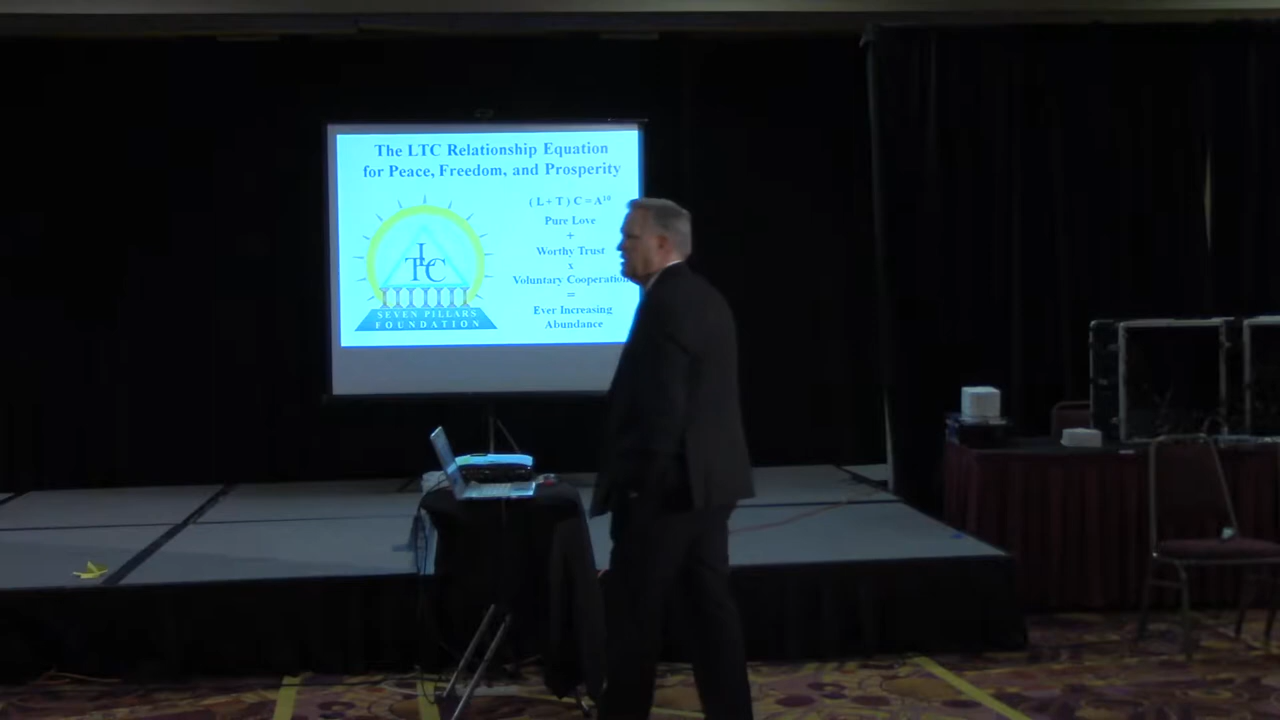 The LTC Relationship Equation
for Peace, Freedom, and Prosperity
( L + T ) C = A¹⁰
Pure Love
+
Worthy Trust
x
Voluntary Cooperation
=
Ever Increasing
Abundance
L
TC
SEVEN PILLARS
FOUNDATION